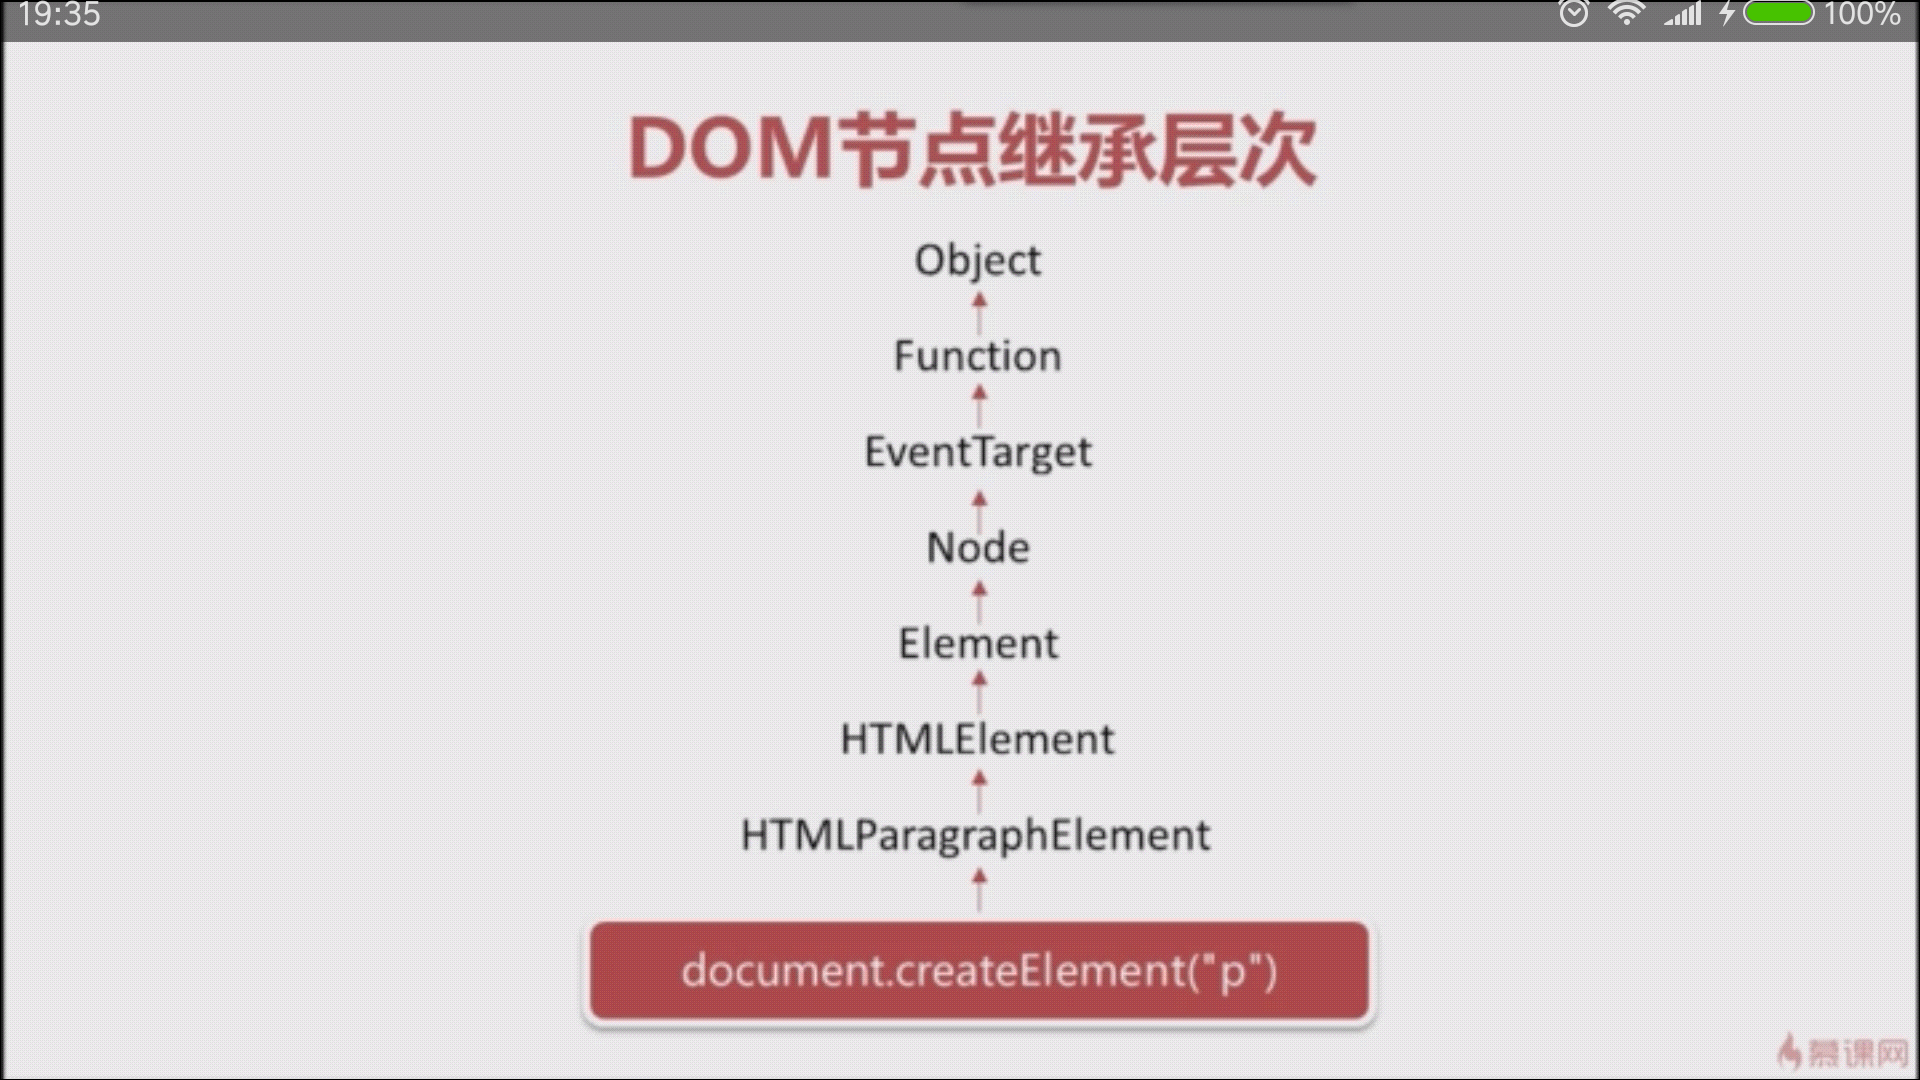 19:35
100%
DOM节点继承层次
Object
Function
EventTarget
Node
Element
HTMLElement
HTMLParagraphElement
document.createElement("p")
慕课网